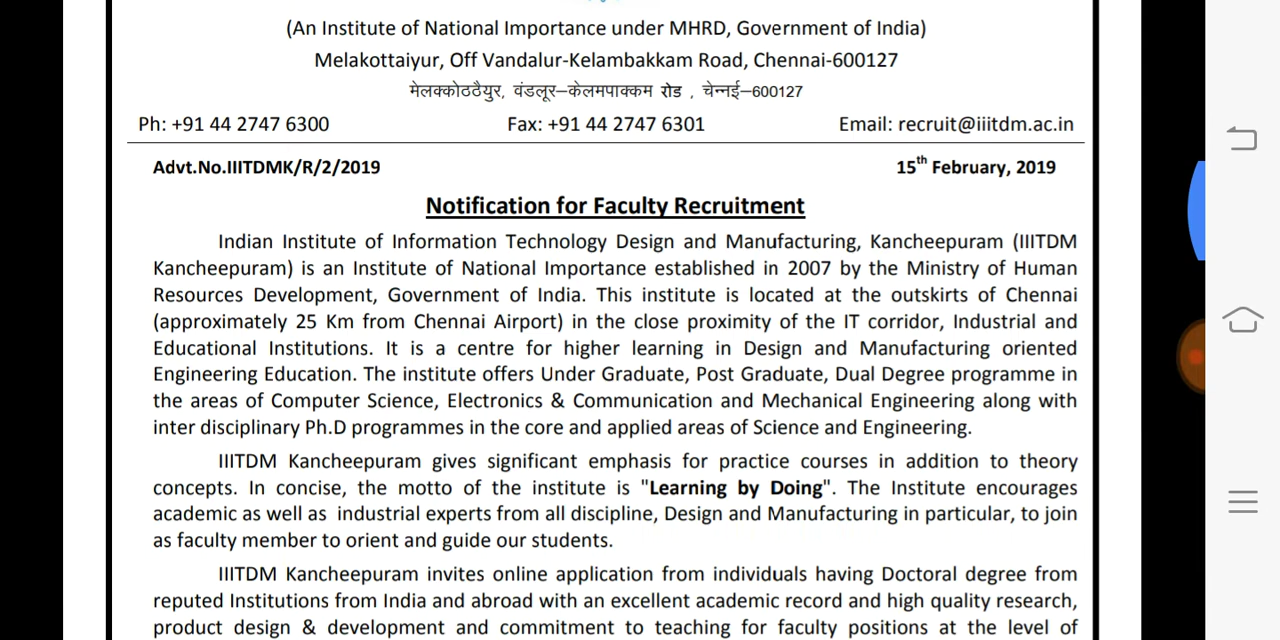 (An Institute of National Importance under MHRD, Government of India)
Melakottaiyur, Off Vandalur-Kelambakkam Road, Chennai-600127
मेलक्कोठठैयुर, वंडलूर–केलमपाक्कम रोड , चेन्नई–600127
Ph: +91 44 2747 6300 Fax: +91 44 2747 6301 Email: recruit@iiitdm.ac.in
Advt.No.IIITDMK/R/2/2019 15th February, 2019
Notification for Faculty Recruitment
Indian Institute of Information Technology Design and Manufacturing, Kancheepuram (IIITDM
Kancheepuram) is an Institute of National Importance established in 2007 by the Ministry of Human
Resources Development, Government of India. This institute is located at the outskirts of Chennai
(approximately 25 Km from Chennai Airport) in the close proximity of the IT corridor, Industrial and
Educational Institutions. It is a centre for higher learning in Design and Manufacturing oriented
Engineering Education. The institute offers Under Graduate, Post Graduate, Dual Degree programme in
the areas of Computer Science, Electronics & Communication and Mechanical Engineering along with
inter disciplinary Ph.D programmes in the core and applied areas of Science and Engineering.
IIITDM Kancheepuram gives significant emphasis for practice courses in addition to theory
concepts. In concise, the motto of the institute is "Learning by Doing". The Institute encourages
academic as well as industrial experts from all discipline, Design and Manufacturing in particular, to join
as faculty member to orient and guide our students.
IIITDM Kancheepuram invites online application from individuals having Doctoral degree from
reputed Institutions from India and abroad with an excellent academic record and high quality research,
product design & development and commitment to teaching for faculty positions at the level of